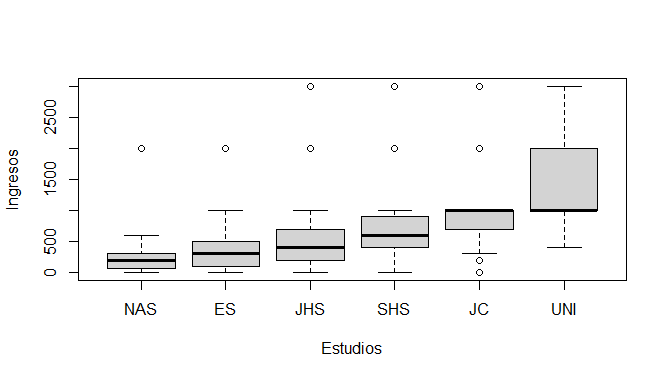 Ingresos
2500
1500
500
0
NAS ES JHS SHS JC UNI
Estudios